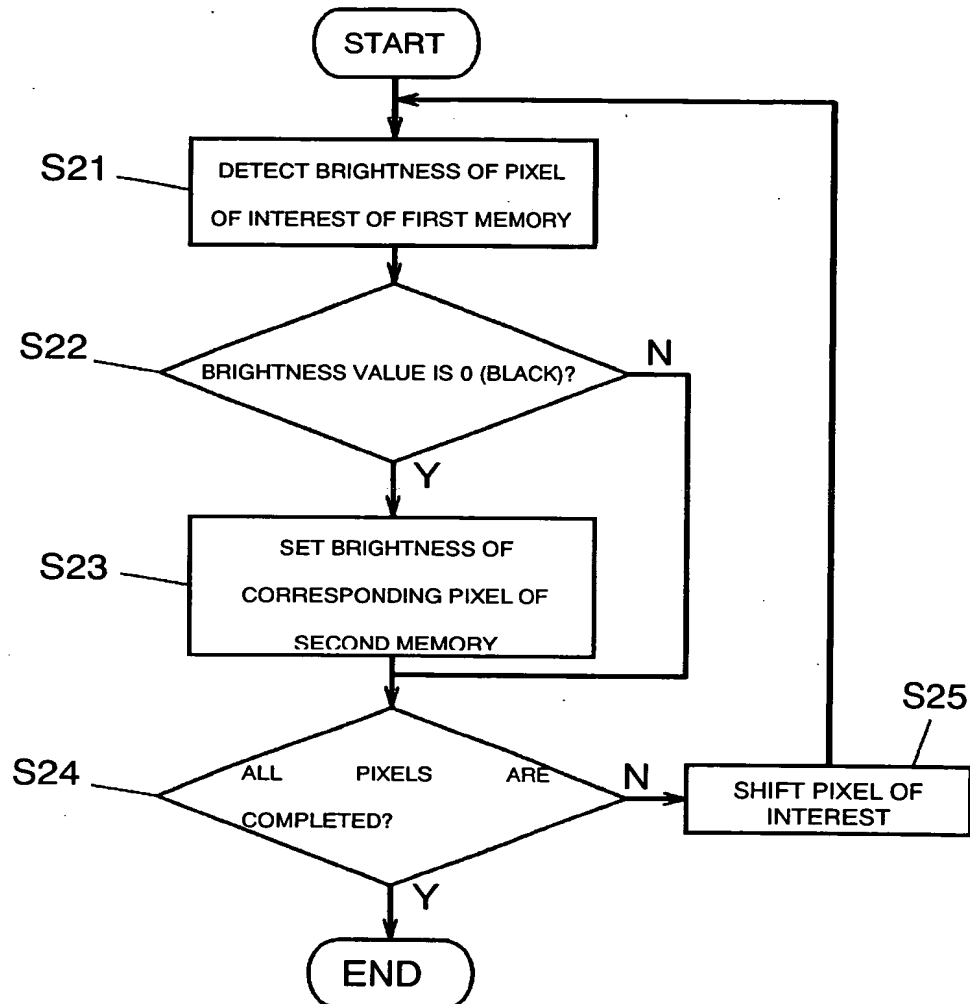 START
S21
DETECT BRIGHTNESS OF PIXEL
OF INTEREST OF FIRST MEMORY
S22
BRIGHTNESS VALUE IS 0 (BLACK)?
N
Y
S23
SET BRIGHTNESS OF
CORRESPONDING PIXEL OF
SECOND MEMORY
S24
ALL PIXELS ARE
COMPLETED?
N
S25
SHIFT PIXEL OF
INTEREST
Y
END